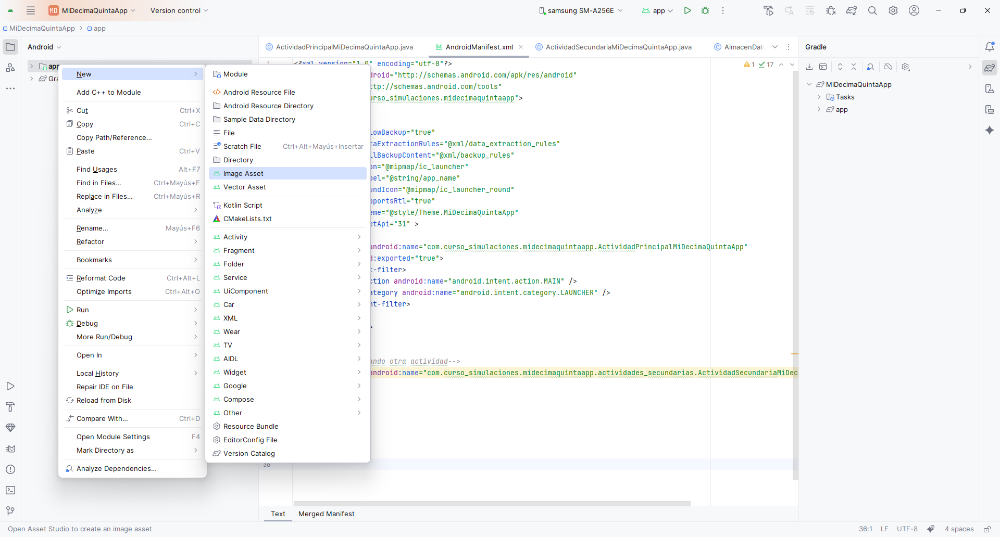 MD MiDecimaQuintaApp Version control samsung SM-A256E app
MiDecimaQuintaApp > app
Android
app
Gra
New
Add C++ to Module
Cut Ctrl+X
Copy Ctrl+C
Copy Path/Reference...
Paste Ctrl+V
Find Usages Alt+F7
Find in Files... Ctrl+Mayús+F
Replace in Files... Ctrl+Mayús+R
Analyze
Rename... Mayús+F6
Refactor
Bookmarks
Reformat Code Ctrl+Alt+L
Optimize Imports Ctrl+Alt+O
Run
Debug
More Run/Debug
Open In
Local History
Repair IDE on File
Reload from Disk
Compare With... Ctrl+D
Open Module Settings F4
Mark Directory as
Analyze Dependencies...
Module
Android Resource File
Android Resource Directory
Sample Data Directory
File
Scratch File Ctrl+Alt+Mayús+Insertar
Directory
Image Asset
Vector Asset
Kotlin Script
CMakeLists.txt
Activity
Fragment
Folder
Service
UiComponent
Car
XML
Wear
TV
AIDL
Widget
Google
Compose
Other
Resource Bundle
EditorConfig File
Version Catalog
ActividadPrincipalMiDecimaQuintaApp.java AndroidManifest.xml ActividadSecundariaMiDecimaQuintaApp.java AlmacenDat
1 17
1 <?xml version="1.0" encoding="utf-8"?>
droid="http://schemas.android.com/apk/res/android"
ttp://schemas.android.com/tools"
urso_simulaciones.midecimaquintaapp">
lowBackup="true"
taExtractionRules="@xml/data_extraction_rules"
llBackupContent="@xml/backup_rules"
on="@mipmap/ic_launcher"
bel="@string/app_name"
undIcon="@mipmap/ic_launcher_round"
pportsRtl="true"
eme="@style/Theme.MiDecimaQuintaApp"
etApi="31" >
android:name="com.curso_simulaciones.midecimaquintaapp.ActividadPrincipalMiDecimaQuintaApp"
d:exported="true">
t-filter>
ction android:name="android.intent.action.MAIN" />
ategory android:name="android.intent.category.LAUNCHER" />
nt-filter>
>
ando otra actividad-->
android:name="com.curso_simulaciones.midecimaquintaapp.actividades_secundarias.ActividadSecundariaMiDec
36
Text Merged Manifest
Gradle
MiDecimaQuintaApp
Tasks
app
Open Asset Studio to create an image asset 36:1 LF UTF-8 4 spaces